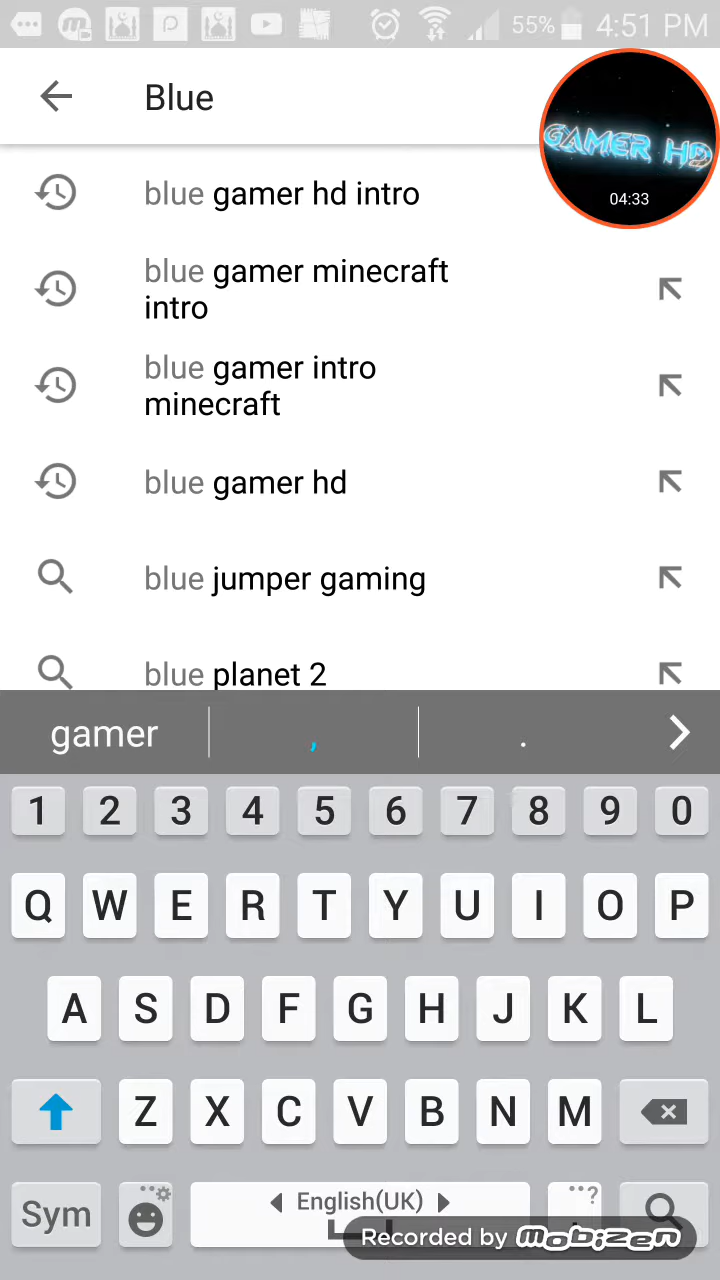 55% 4:51 PM
Blue
GAMER HD
04:33
blue gamer hd intro
blue gamer minecraft
intro
blue gamer intro
minecraft
blue gamer hd
blue jumper gaming
blue planet 2
gamer , .
1 2 3 4 5 6 7 8 9 0
Q W E R T Y U I O P
A S D F G H J K L
Z X C V B N M
Sym English(UK) ?
Recorded by mobizen